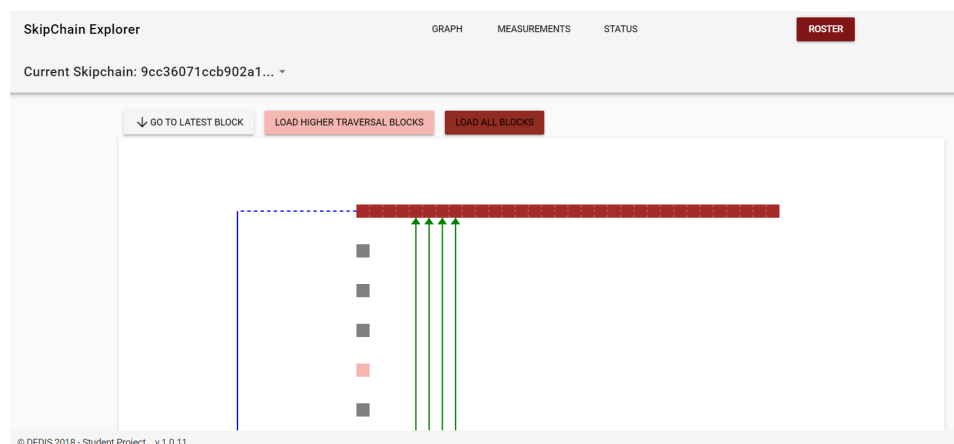 SkipChain Explorer
GRAPH MEASUREMENTS STATUS ROSTER
Current Skipchain: 9cc36071ccb902a1...
GO TO LATEST BLOCK LOAD HIGHER TRAVERSAL BLOCKS LOAD ALL BLOCKS
© DEDIS 2018 - Student Project v 1.0.11